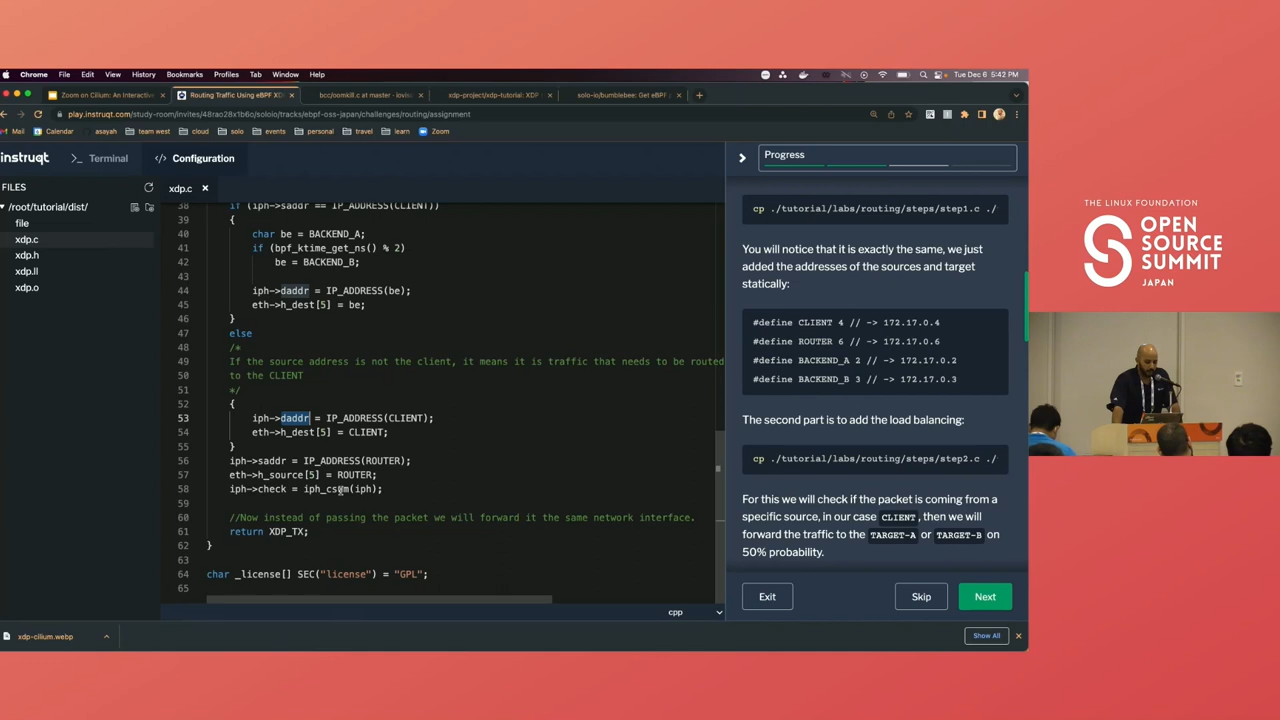 Chrome File Edit View History Bookmarks Profiles Tab Window Help
Tue Dec 6 5:42 PM
Zoom on Cilium: An Interactive
Routing Traffic Using eBPF XD
bcc/oomkill.c at master · iovis
xdp-project/xdp-tutorial: XDP
solo-io/bumblebee: Get eBPF p
play.instruqt.com/study-room/invites/48rao28x1b6o/soloio/tracks/ebpf-oss-japan/challenges/routing/assignment
Mail Calendar asayah team west cloud solo events personal travel learn Zoom
instruqt
>_ Terminal
</> Configuration
Progress
FILES
xdp.c
/root/tutorial/dist/
file
xdp.c
xdp.h
xdp.ll
xdp.o
38 if (iph->saddr == IP_ADDRESS(CLIENT))
39 {
40 char be = BACKEND_A;
41 if (bpf_ktime_get_ns() % 2)
42 be = BACKEND_B;
43
44 iph->daddr = IP_ADDRESS(be);
45 eth->h_dest[5] = be;
46 }
47 else
48 /*
49 If the source address is not the client, it means it is traffic that needs to be routed
50 to the CLIENT
51 */
52 {
53 iph->daddr = IP_ADDRESS(CLIENT);
54 eth->h_dest[5] = CLIENT;
55 }
56 iph->saddr = IP_ADDRESS(ROUTER);
57 eth->h_source[5] = ROUTER;
58 iph->check = iph_csum(iph);
59
60 //Now instead of passing the packet we will forward it the same network interface.
61 return XDP_TX;
62 }
63
64 char _license[] SEC("license") = "GPL";
65
cpp
cp ./tutorial/labs/routing/steps/step1.c ./
You will notice that it is exactly the same, we just
added the addresses of the sources and target
statically:
#define CLIENT 4 // -> 172.17.0.4
#define ROUTER 6 // -> 172.17.0.6
#define BACKEND_A 2 // -> 172.17.0.2
#define BACKEND_B 3 // -> 172.17.0.3
The second part is to add the load balancing:
cp ./tutorial/labs/routing/steps/step2.c ./
For this we will check if the packet is coming from a
specific source, in our case CLIENT, then we will
forward the traffic to the TARGET-A or TARGET-B on
50% probability.
Exit Skip Next
xdp-cilium.webp
Show All
THE LINUX FOUNDATION
OPEN
SOURCE
SUMMIT
JAPAN